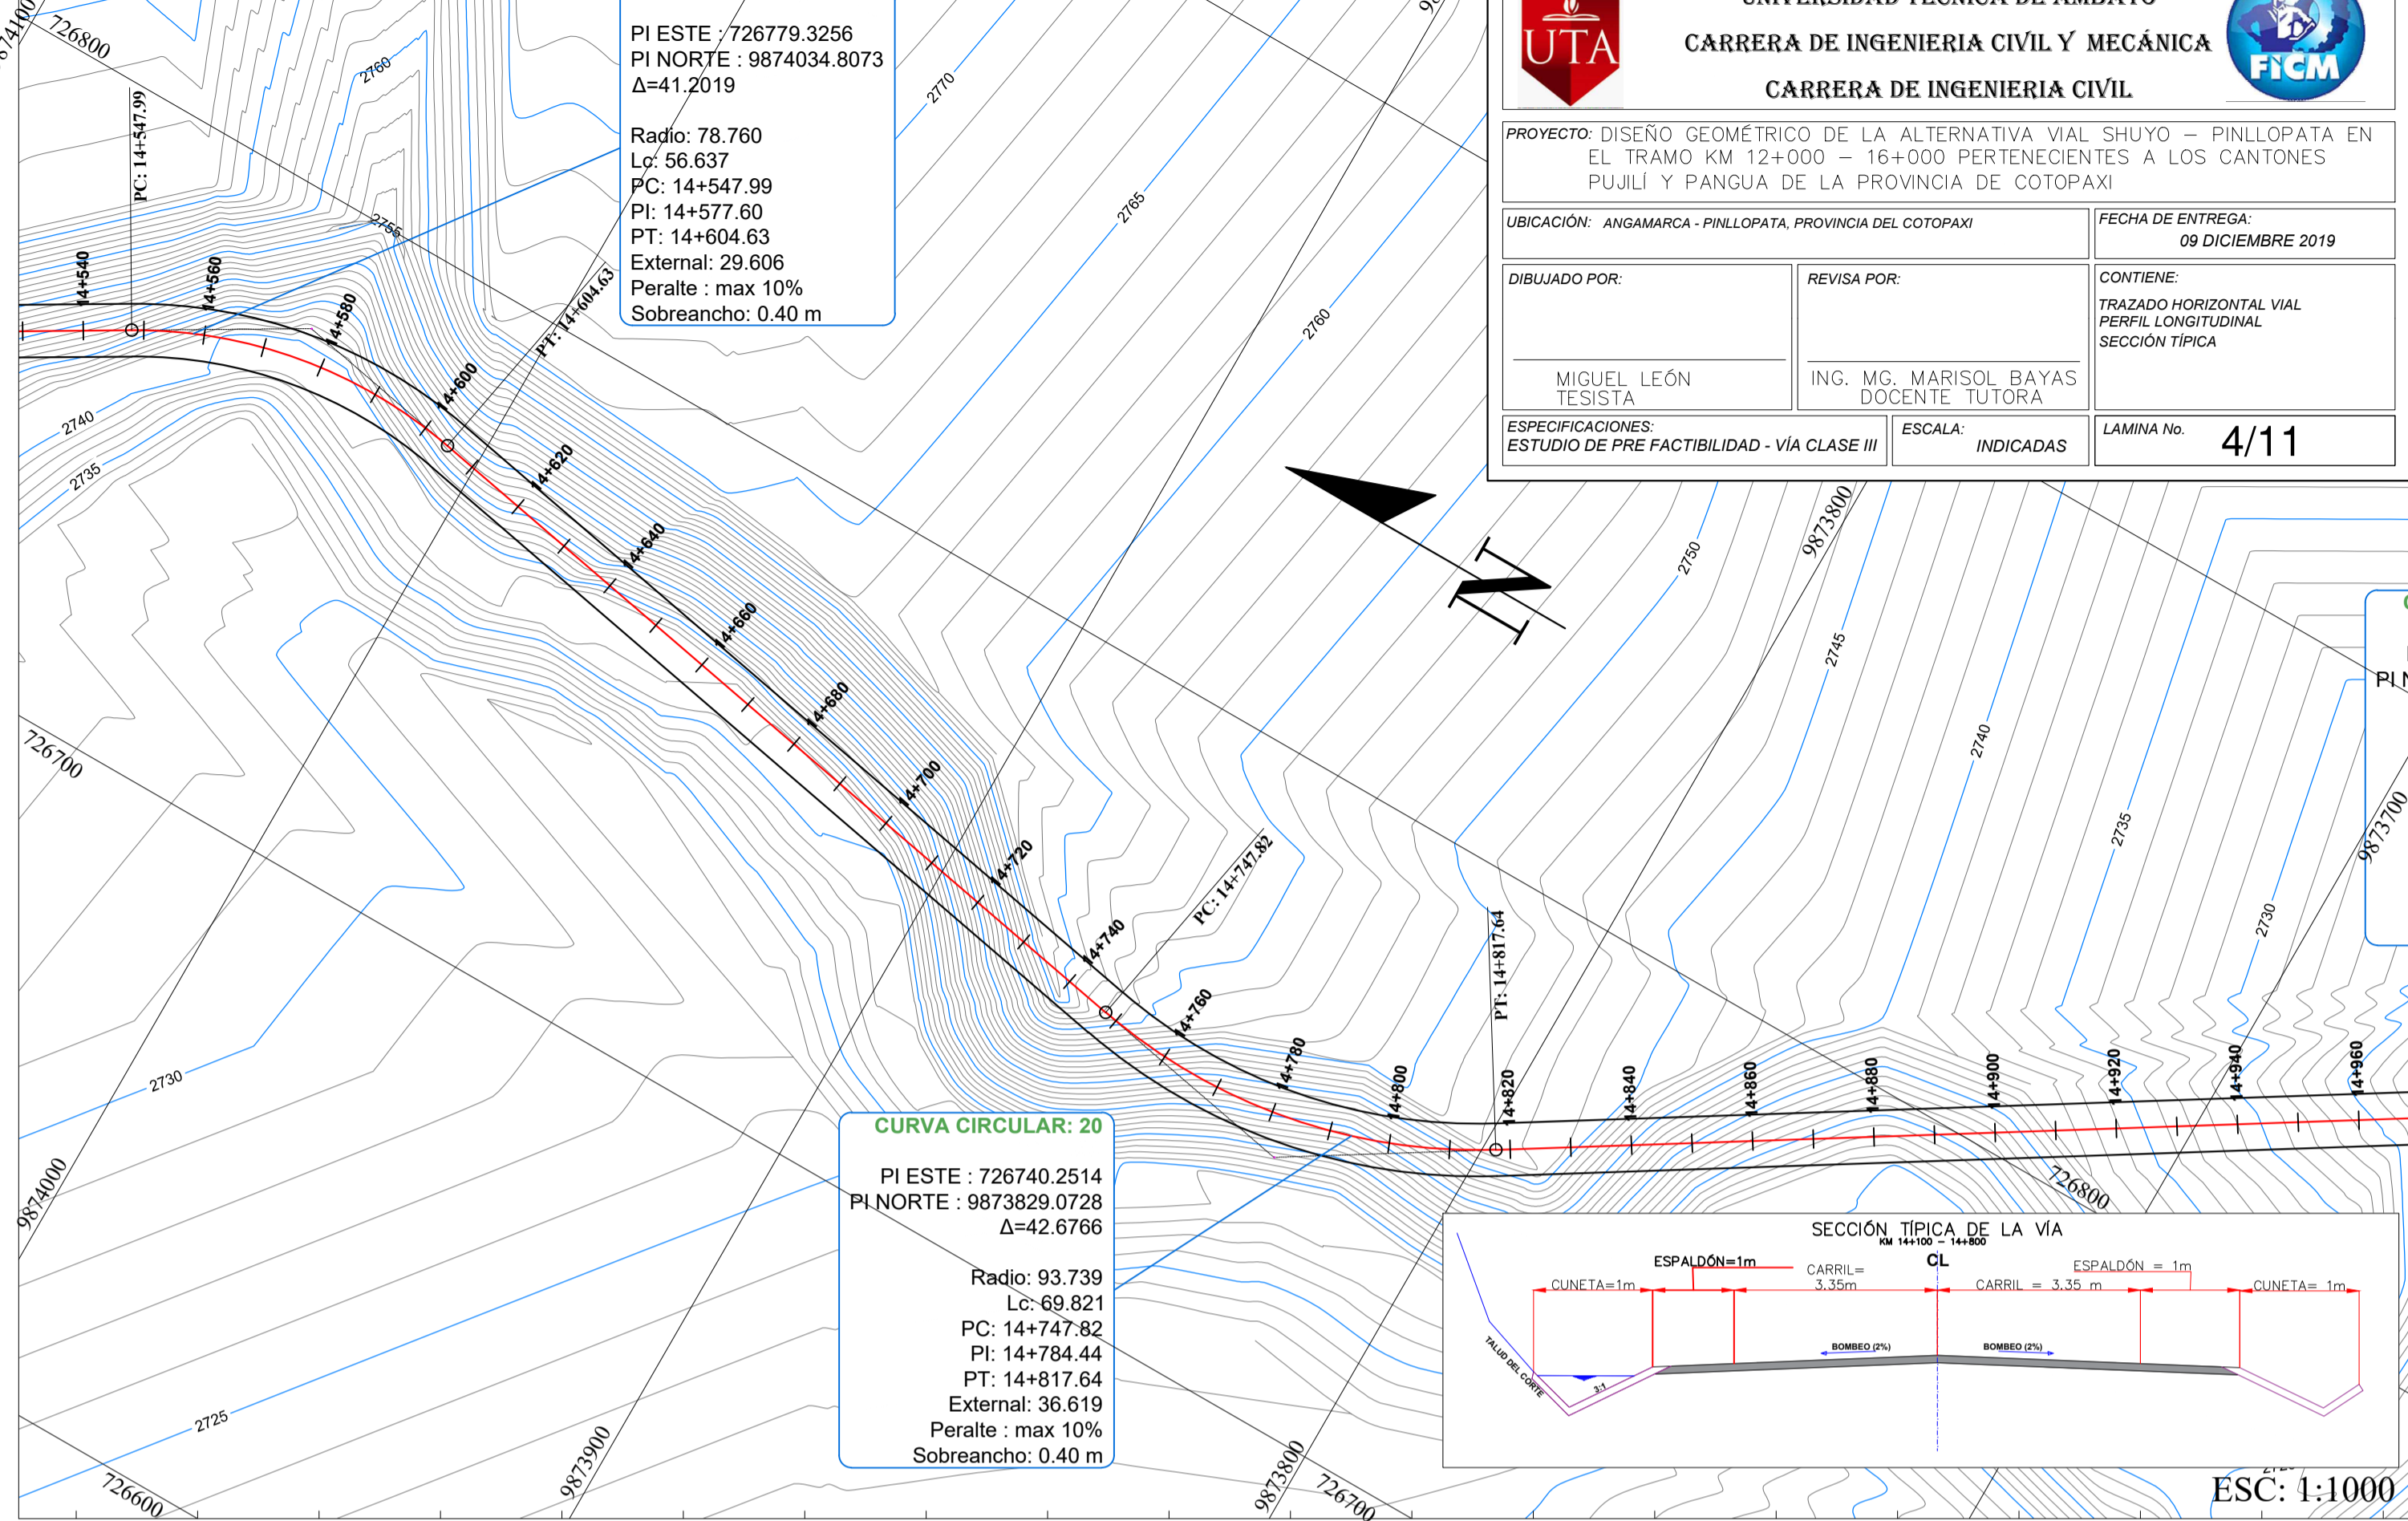 9874100
726800
PC: 14+547.99
2760
2755
14+540
14+560
14+580
14+600
PT: 14+604.63
PI ESTE : 726779.3256
PI NORTE : 9874034.8073
Δ=41.2019
Radio: 78.760
Lc: 56.637
PC: 14+547.99
PI: 14+577.60
PT: 14+604.63
External: 29.606
Peralte : max 10%
Sobreancho: 0.40 m
2770
2765
2760
UTA
UNIVERSIDAD TÉCNICA DE AMBATO
CARRERA DE INGENIERIA CIVIL Y MECÁNICA
CARRERA DE INGENIERIA CIVIL
FICM
PROYECTO: DISEÑO GEOMÉTRICO DE LA ALTERNATIVA VIAL SHUYO – PINLLOPATA EN
EL TRAMO KM 12+000 – 16+000 PERTENECIENTES A LOS CANTONES
PUJILÍ Y PANGUA DE LA PROVINCIA DE COTOPAXI
UBICACIÓN: ANGAMARCA - PINLLOPATA, PROVINCIA DEL COTOPAXI
FECHA DE ENTREGA:
09 DICIEMBRE 2019
DIBUJADO POR:
MIGUEL LEÓN
TESISTA
REVISA POR:
ING. MG. MARISOL BAYAS
DOCENTE TUTORA
CONTIENE:
TRAZADO HORIZONTAL VIAL
PERFIL LONGITUDINAL
SECCIÓN TÍPICA
ESPECIFICACIONES:
ESTUDIO DE PRE FACTIBILIDAD - VÍA CLASE III
ESCALA:
INDICADAS
LAMINA No. 4/11
2740
2735
14+620
14+640
14+660
14+680
14+700
14+720
14+740
14+760
14+780
14+800
PC: 14+747.82
PT: 14+817.64
N
9873800
2750
2745
2740
2735
2730
PI N
9873700
726700
2730
9874000
2725
726600
9873900
14+820
14+840
14+860
14+880
14+900
14+920
14+940
14+960
726800
CURVA CIRCULAR: 20
PI ESTE : 726740.2514
PI NORTE : 9873829.0728
Δ=42.6766
Radio: 93.739
Lc: 69.821
PC: 14+747.82
PI: 14+784.44
PT: 14+817.64
External: 36.619
Peralte : max 10%
Sobreancho: 0.40 m
9873800
726700
SECCIÓN TÍPICA DE LA VÍA
KM 14+100 – 14+800
CL
CUNETA=1m
ESPALDÓN=1m
CARRIL=
3.35m
CARRIL = 3.35 m
ESPALDÓN = 1m
CUNETA= 1m
BOMBEO (2%)
BOMBEO (2%)
TALUD DEL CORTE
3:1
ESC: 1:1000